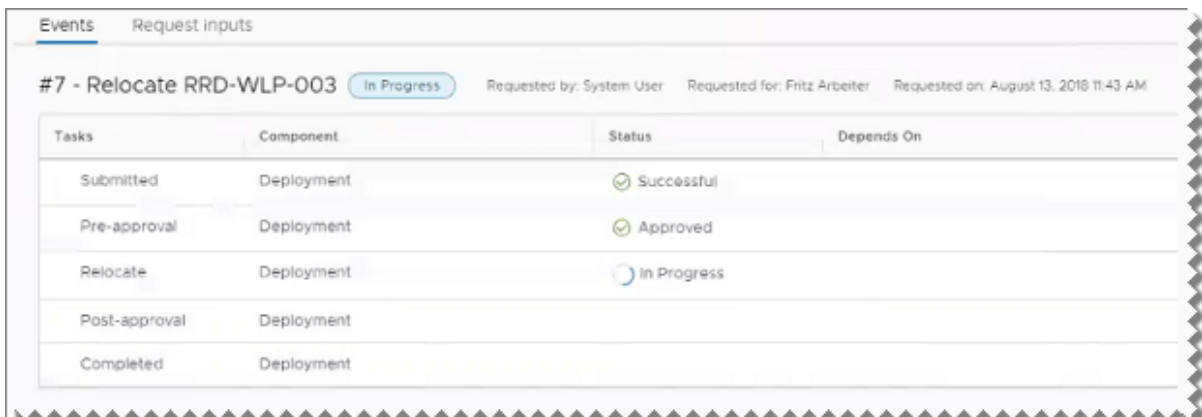 Events Request inputs
#7 - Relocate RRD-WLP-003 In Progress Requested by: System User Requested for: Fritz Arbeiter Requested on: August 13, 2018 11:43 AM
Tasks Component Status Depends On
Submitted Deployment Successful
Pre-approval Deployment Approved
Relocate Deployment In Progress
Post-approval Deployment
Completed Deployment